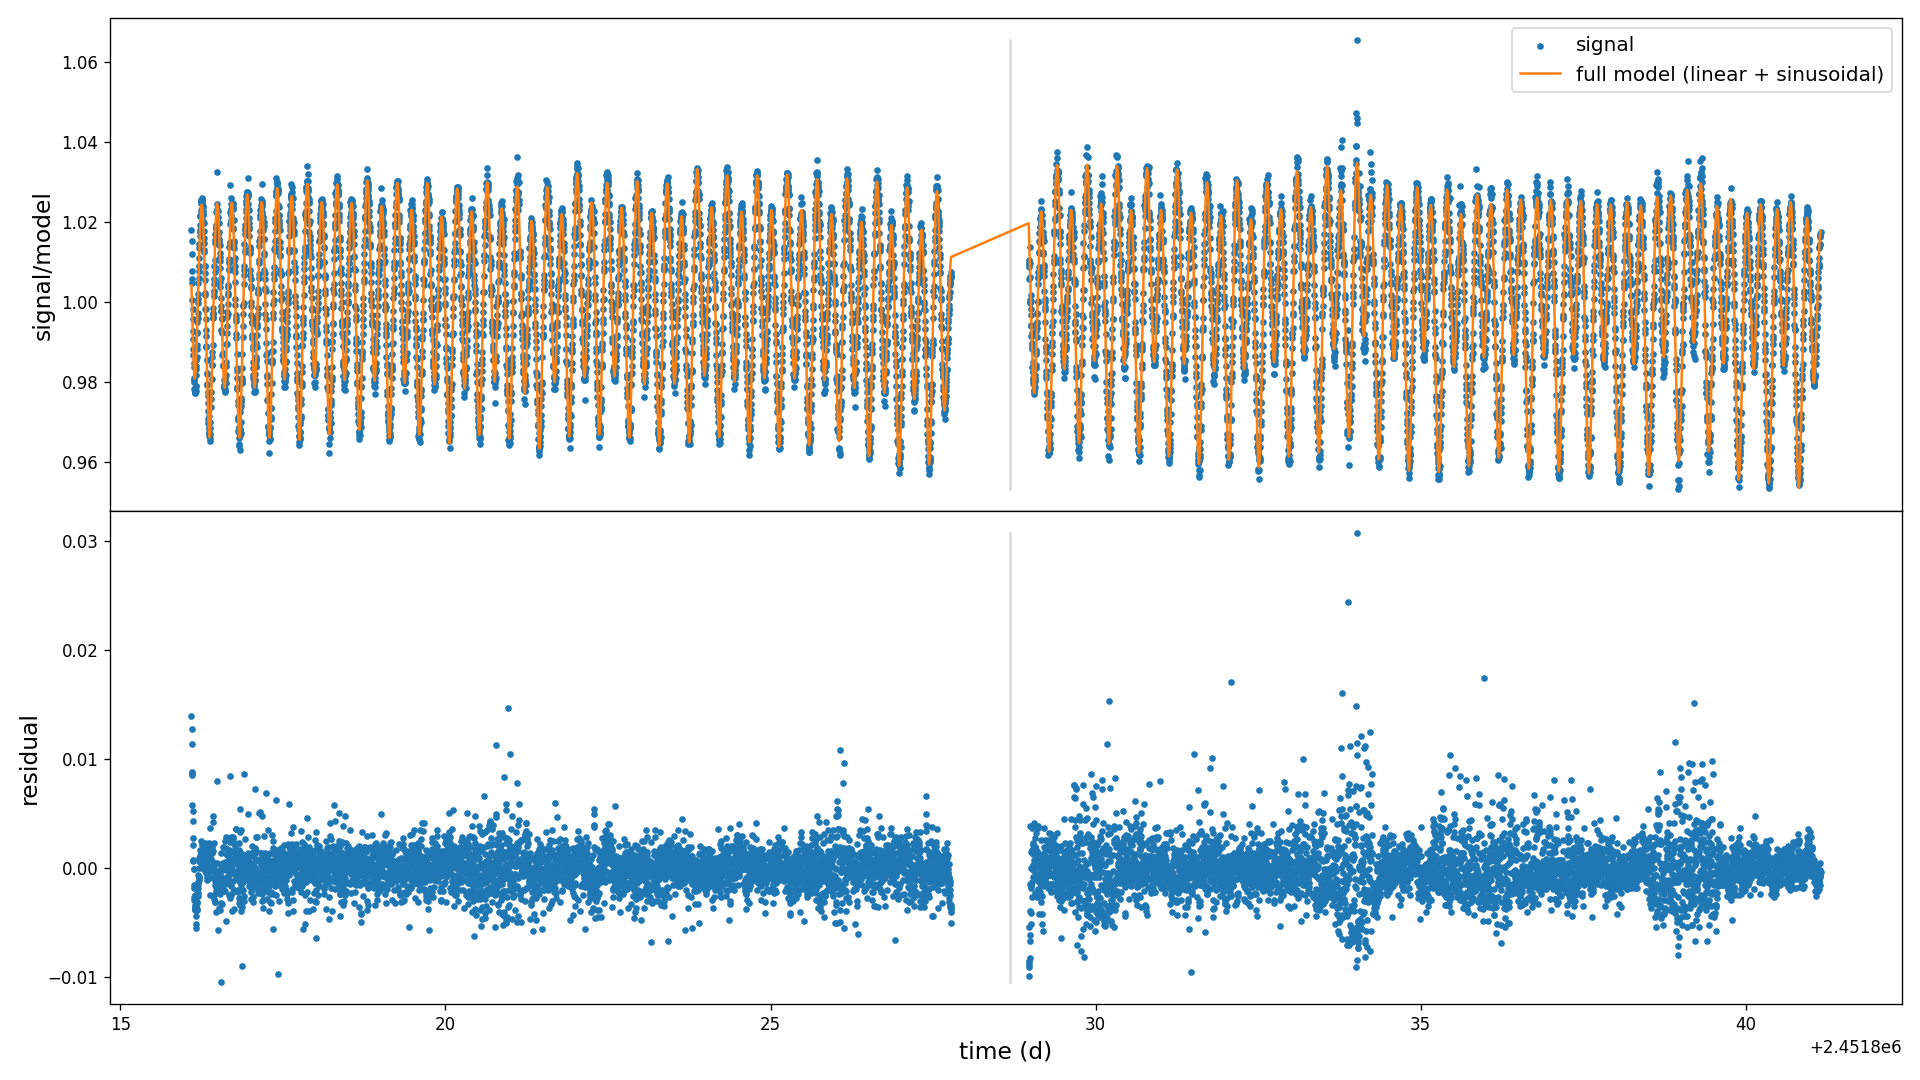 1.06
1.04
1.02
1.00
0.98
0.96
signal/model
signal
full model (linear + sinusoidal)
0.03
0.02
0.01
0.00
−0.01
residual
15
20
25
30
35
40
time (d)
+2.4518e6